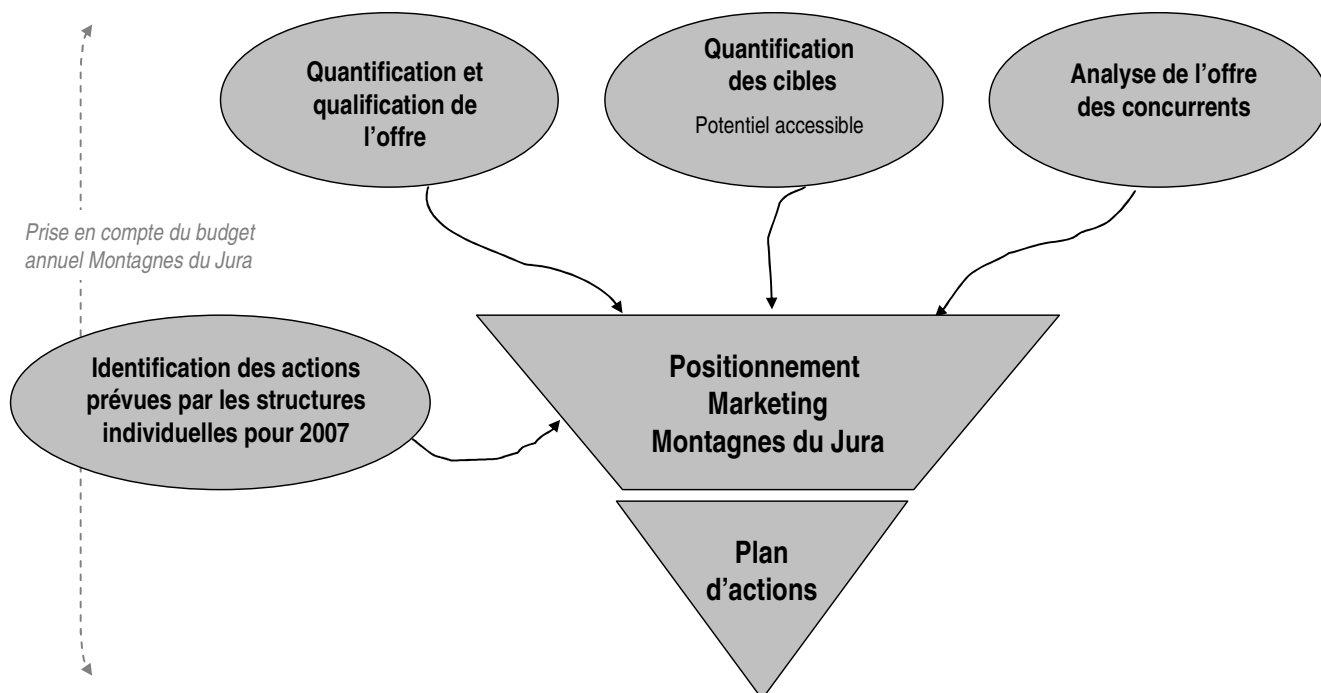 Quantification et
qualification de
l’offre
Quantification
des cibles
Potentiel accessible
Analyse de l’offre
des concurrents
Prise en compte du budget
annuel Montagnes du Jura
Identification des actions
prévues par les structures
individuelles pour 2007
Positionnement
Marketing
Montagnes du Jura
Plan
d’actions